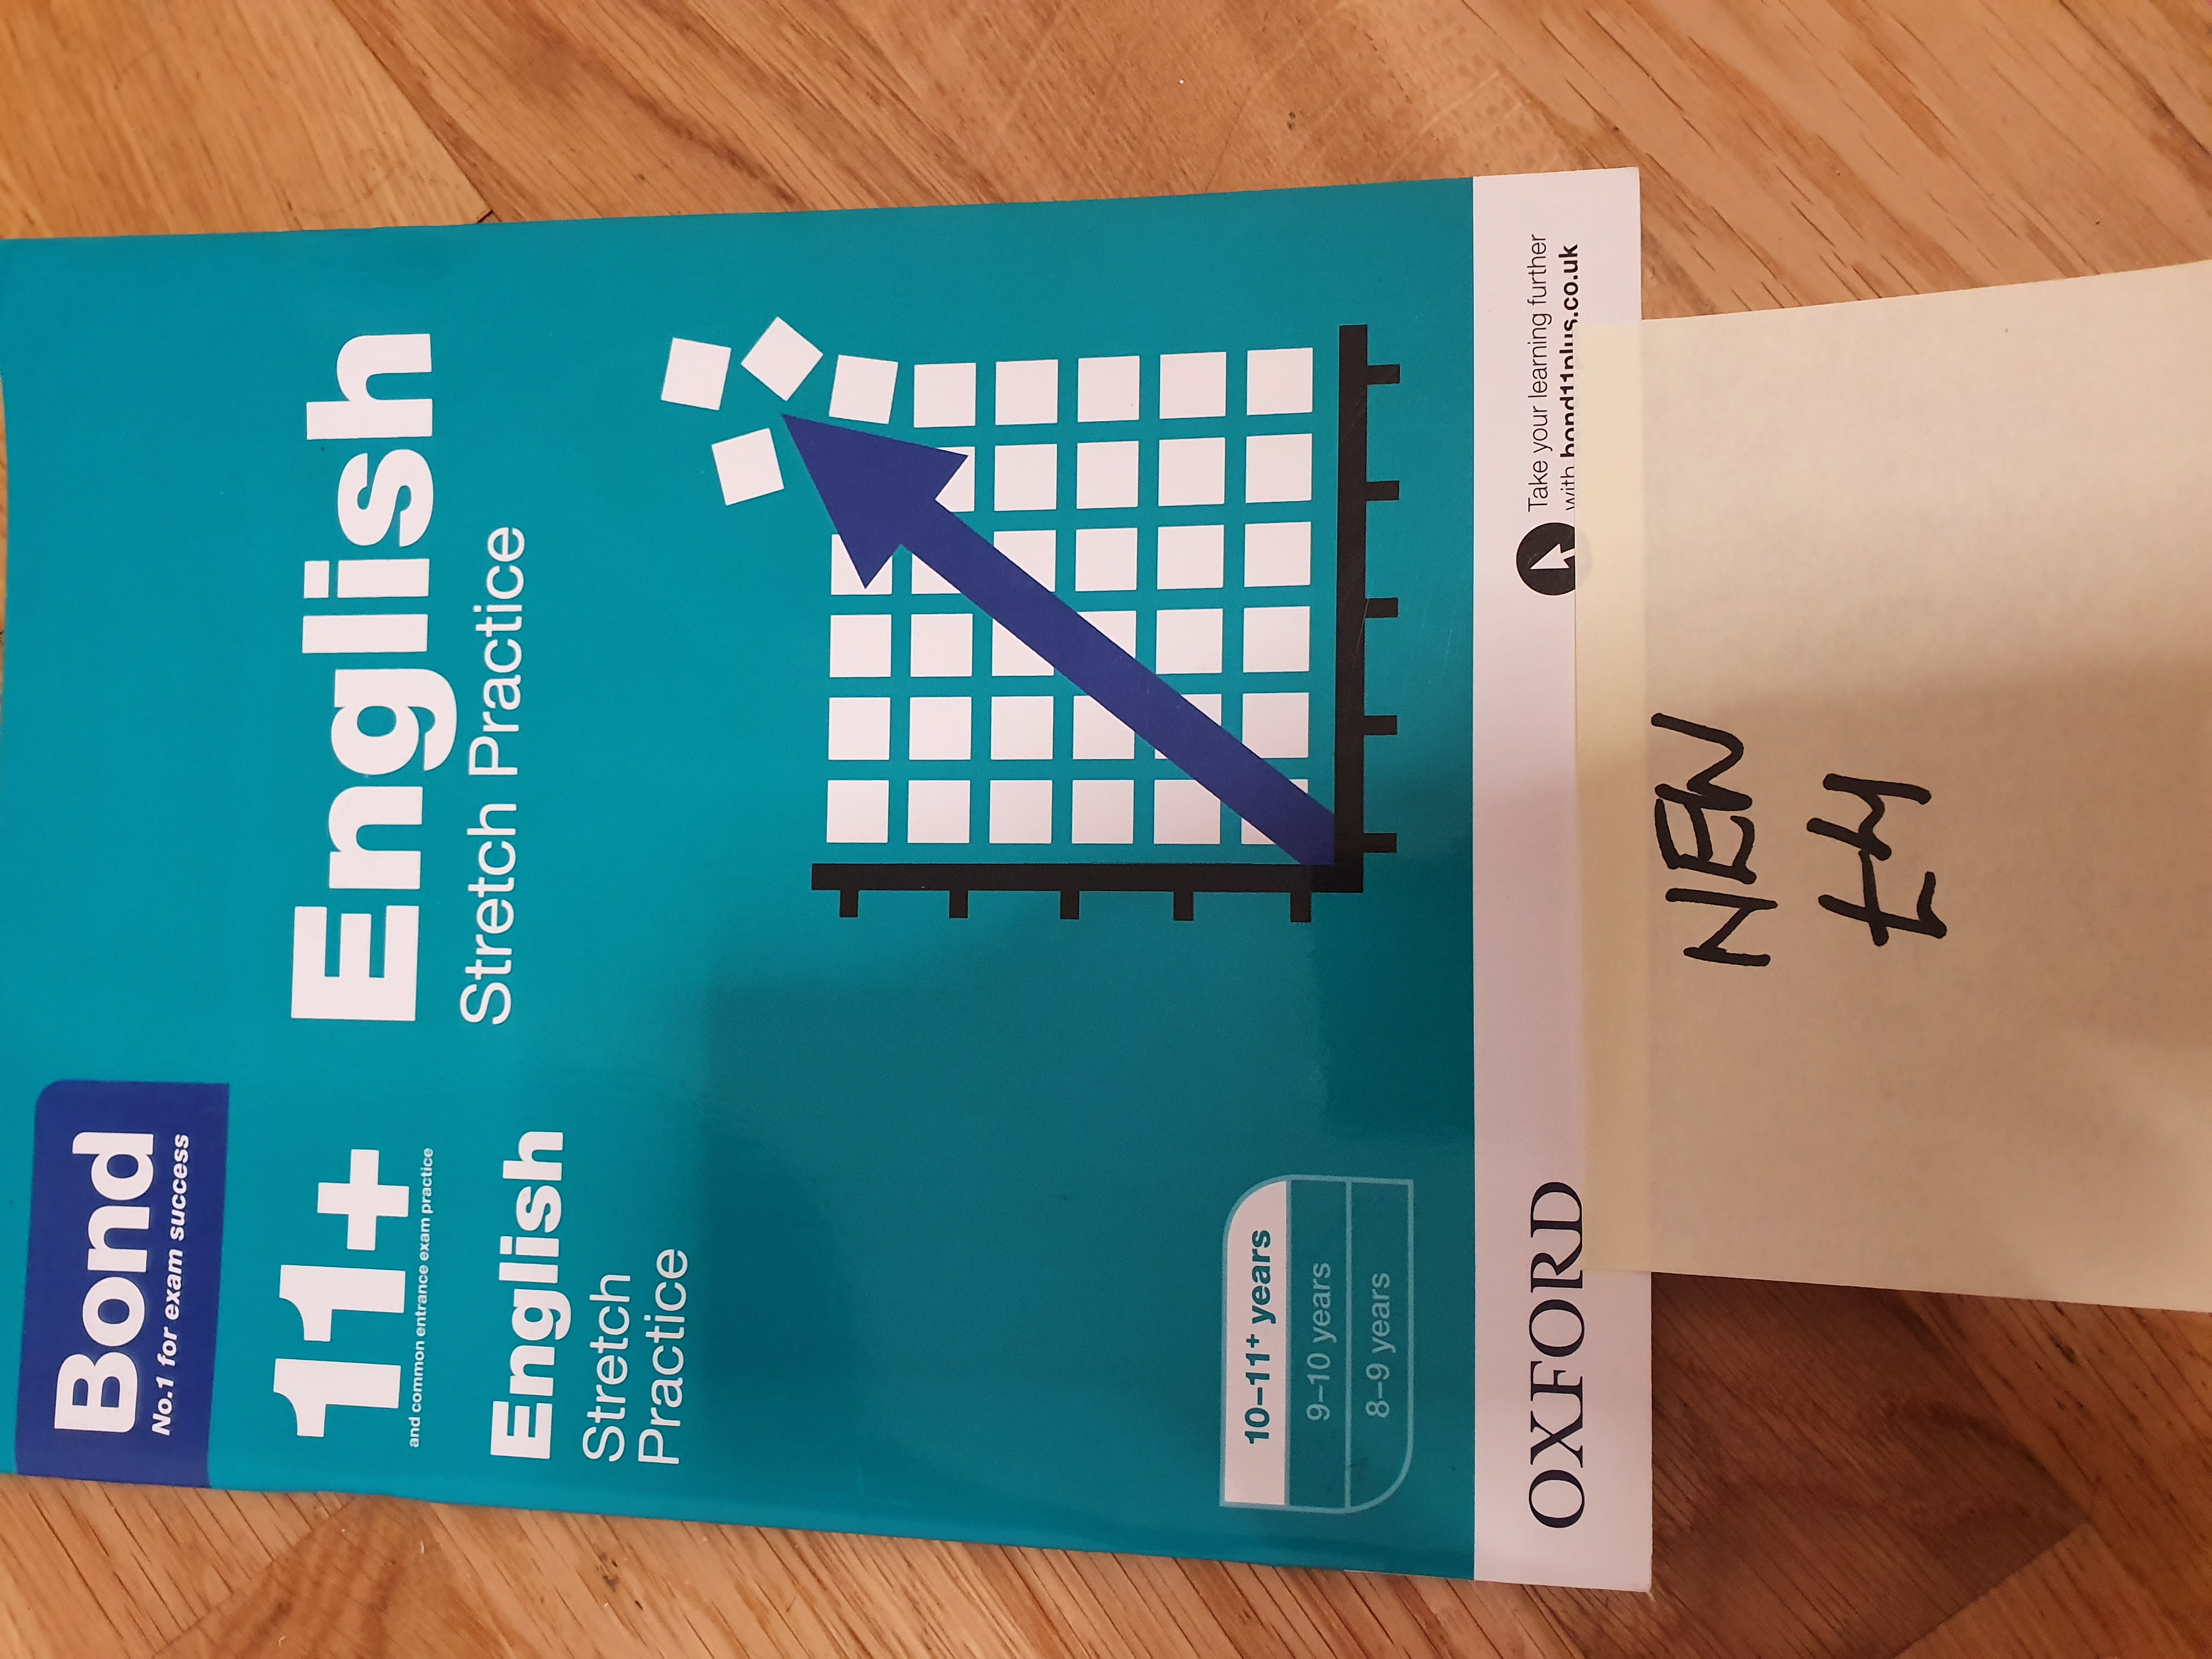 Bond
No.1 for exam success
11+
and common entrance exam practice
English
Stretch
Practice
English
Stretch Practice
10–11+ years
9–10 years
8–9 years
OXFORD
Take your learning further
with bond11plus.co.uk
NEW
£4